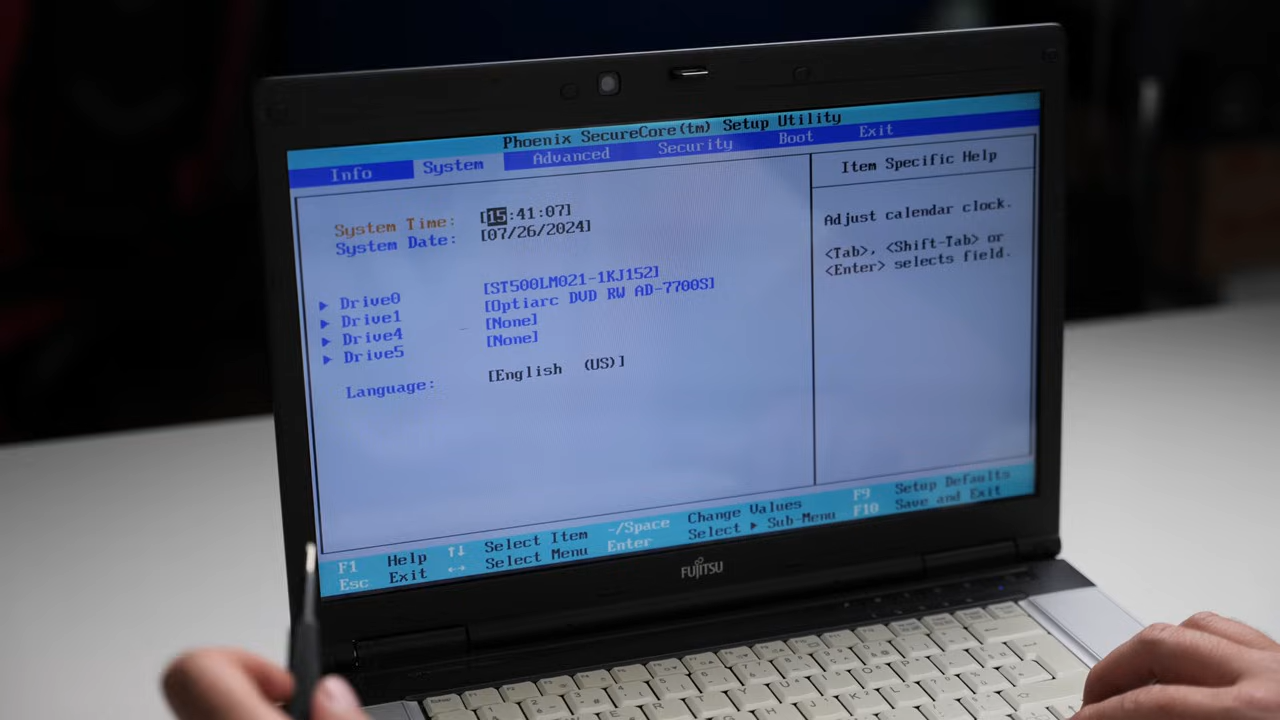 Phoenix SecureCore(tm) Setup Utility
Info System Advanced Security Boot Exit
System Time: [15:41:07]
System Date: [07/26/2024]
Drive0 [ST500LM021-1KJ152]
Drive1 [Optiarc DVD RW AD-7700S]
Drive4 [None]
Drive5 [None]
Language: [English (US)]
Item Specific Help
Adjust calendar clock.
<Tab>, <Shift-Tab> or
<Enter> selects field.
F1 Help ↑↓ Select Item -/Space Change Values F9 Setup Defaults
Esc Exit ↔ Select Menu Enter Select ▸ Sub-Menu F10 Save and Exit
FUJITSU